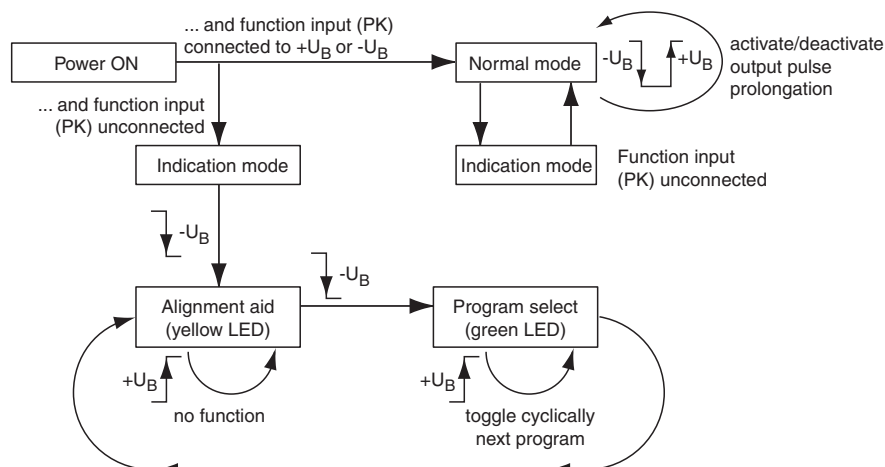 ... and function input (PK)
connected to +UB or -UB
Power ON
Normal mode
-UB
+UB
activate/deactivate
output pulse
prolongation
... and function input
(PK) unconnected
Indication mode
Indication mode
Function input
(PK) unconnected
-UB
-UB
Alignment aid
(yellow LED)
Program select
(green LED)
+UB
no function
+UB
toggle cyclically
next program